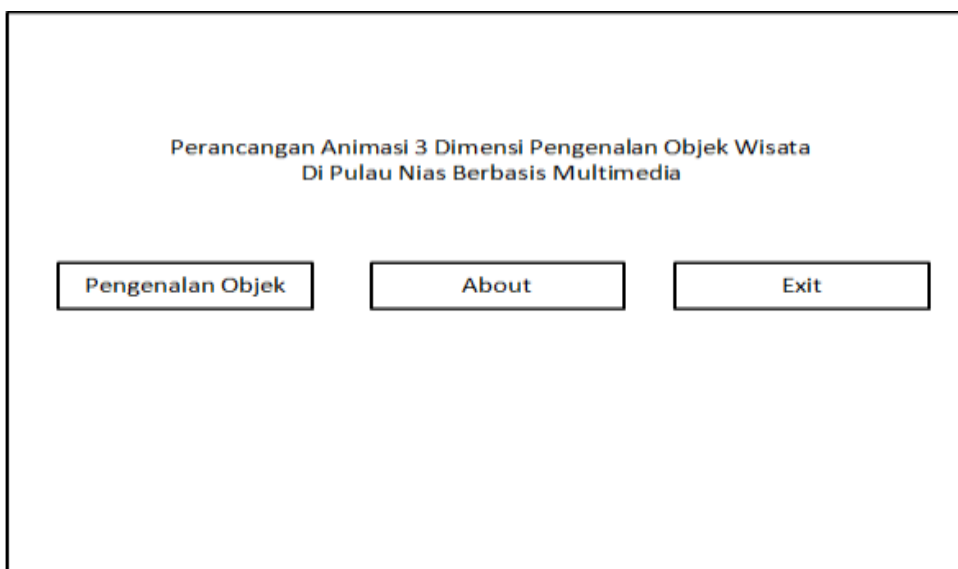 Perancangan Animasi 3 Dimensi Pengenalan Objek Wisata
Di Pulau Nias Berbasis Multimedia
Pengenalan Objek
About
Exit